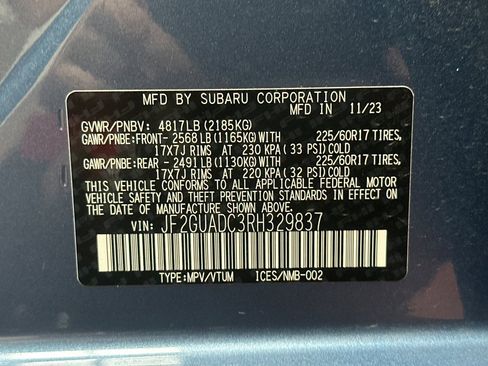 MFD BY SUBARU CORPORATION
MFD IN 11/23
GVWR/PNBV: 4817LB (2185KG)
GAWR/PNBE:FRONT- 2568LB (1165KG)WITH 225/60R17 TIRES
17X7J RIMS AT 230 KPA( 33 PSI)COLD
GAWR/PNBE:REAR - 2491LB (1130KG)WITH 225/60R17 TIRES
17X7J RIMS AT 220 KPA( 32 PSI)COLD
THIS VEHICLE CONFORMS TO ALL APPLICABLE FEDERAL MOTOR
VEHICLE SAFETY AND THEFT PREVENTION STANDARDS IN EFFECT
ON THE DATE OF MANUFACTURE SHOWN ABOVE.
VIN: JF2GUADC3RH329837
TYPE:MPV/VTUM ICES/NMB-002